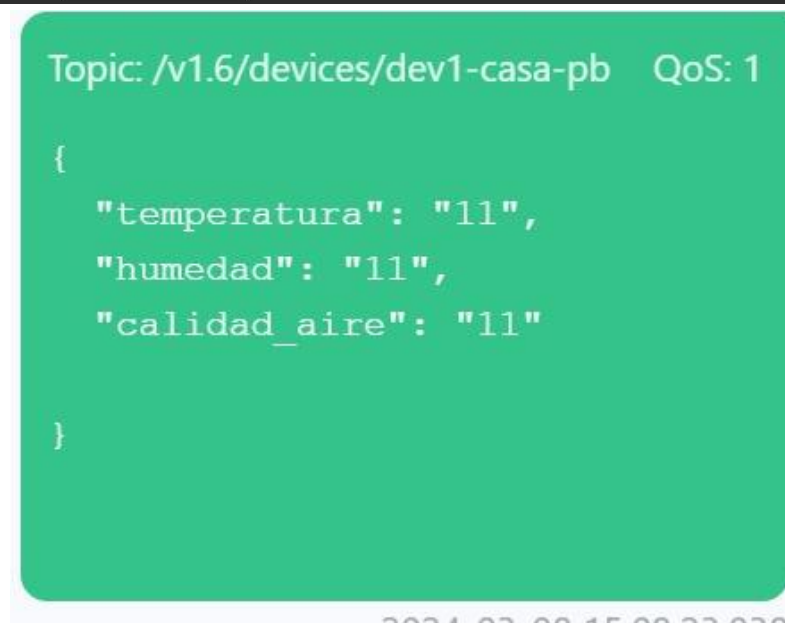 Topic: /v1.6/devices/dev1-casa-pb QoS: 1
{
"temperatura": "11",
"humedad": "11",
"calidad_aire": "11"
}